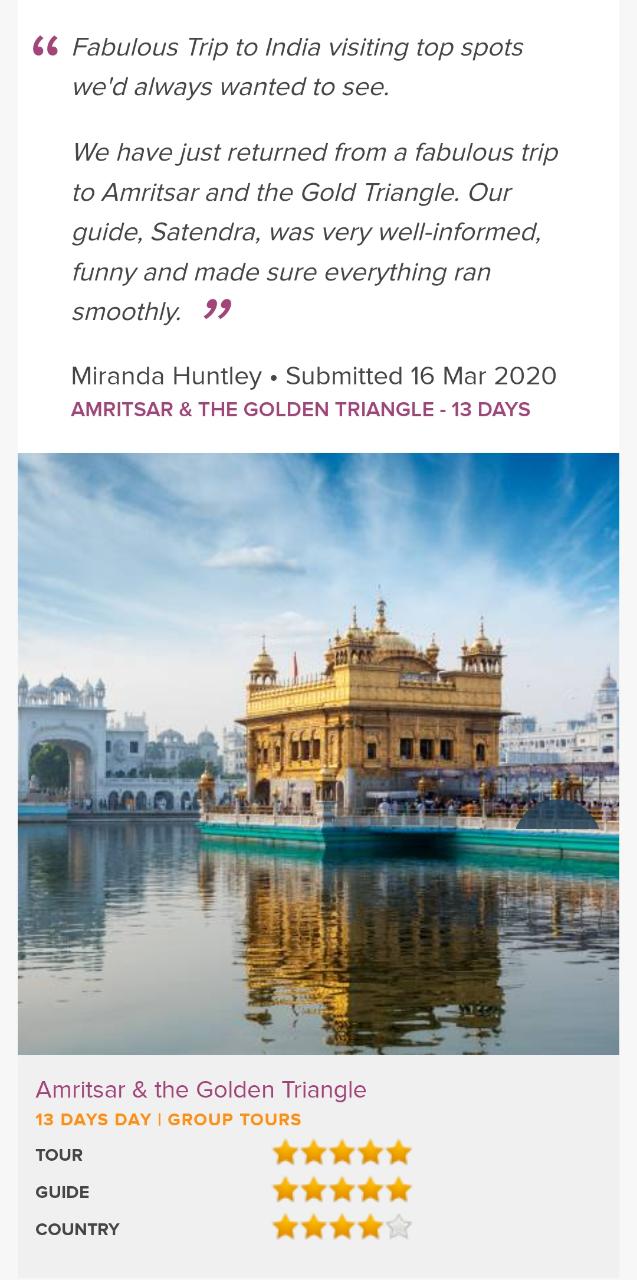 “ Fabulous Trip to India visiting top spots
we'd always wanted to see.
We have just returned from a fabulous trip
to Amritsar and the Gold Triangle. Our
guide, Satendra, was very well-informed,
funny and made sure everything ran
smoothly. ”
Miranda Huntley • Submitted 16 Mar 2020
AMRITSAR & THE GOLDEN TRIANGLE - 13 DAYS
Amritsar & the Golden Triangle
13 DAYS DAY | GROUP TOURS
TOUR
GUIDE
COUNTRY